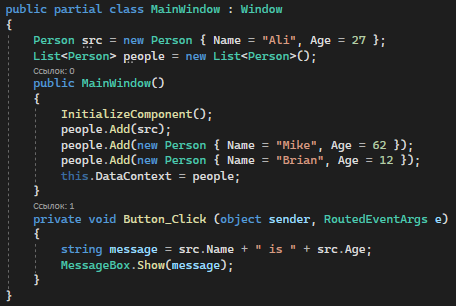 public partial class MainWindow : Window
{
Person src = new Person { Name = "Ali", Age = 27 };
List<Person> people = new List<Person>();
Ссылок: 0
public MainWindow()
{
InitializeComponent();
people.Add(src);
people.Add(new Person { Name = "Mike", Age = 62 });
people.Add(new Person { Name = "Brian", Age = 12 });
this.DataContext = people;
}
Ссылок: 1
private void Button_Click (object sender, RoutedEventArgs e)
{
string message = src.Name + " is " + src.Age;
MessageBox.Show(message);
}
}